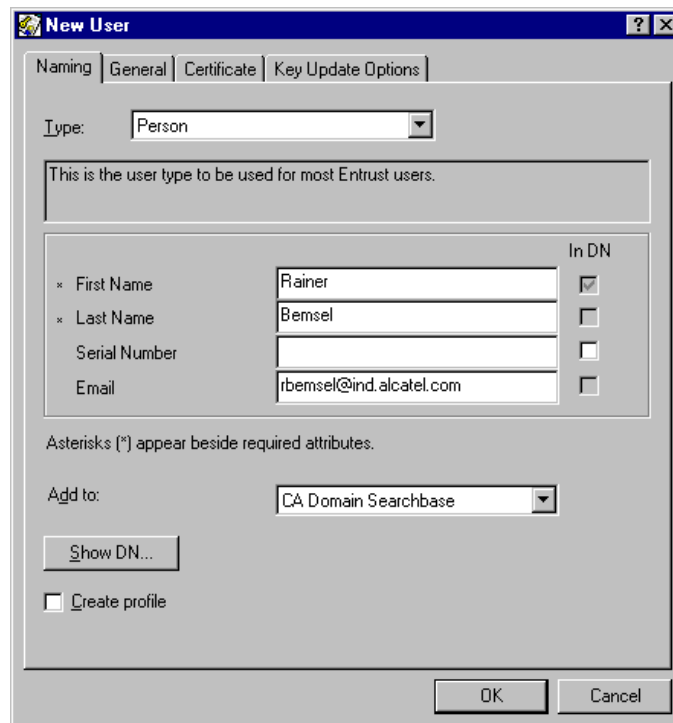 New User
Naming General Certificate Key Update Options
Type: Person
This is the user type to be used for most Entrust users.
In DN
* First Name Rainer
* Last Name Bemsel
Serial Number
Email rbemsel@ind.alcatel.com
Asterisks (*) appear beside required attributes.
Add to: CA Domain Searchbase
Show DN...
Create profile
OK Cancel